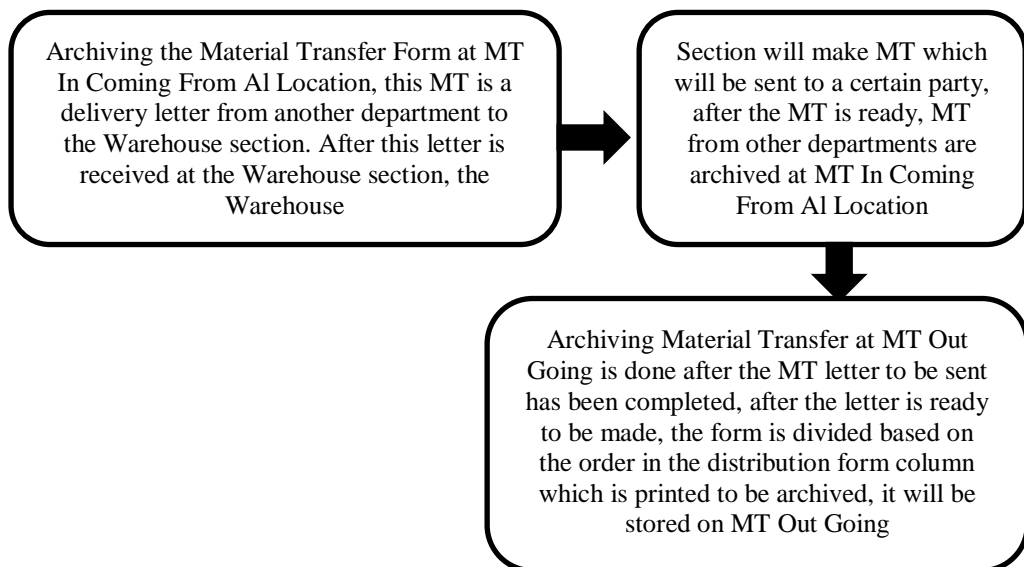 Archiving the Material Transfer Form at MT
In Coming From Al Location, this MT is a
delivery letter from another department to
the Warehouse section. After this letter is
received at the Warehouse section, the
Warehouse
Section will make MT which
will be sent to a certain party,
after the MT is ready, MT
from other departments are
archived at MT In Coming
From Al Location
Archiving Material Transfer at MT Out
Going is done after the MT letter to be sent
has been completed, after the letter is ready
to be made, the form is divided based on
the order in the distribution form column
which is printed to be archived, it will be
stored on MT Out Going